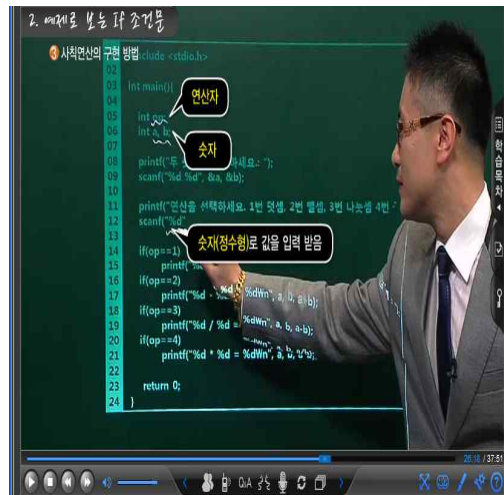 2. 예제로 보는 If 조건문
3 사칙연산의 구현 방법
clude <stdio.h>
02
03 int main(){
04 연산자
05 int op;
06 int a, b;
07 숫자
08 printf("두 하세요.: ");
09 scanf("%d %d", &a, &b);
10
11 printf("연산을 선택하세요. 1번 덧셈, 2번 뺄셈, 3번 나눗셈 4번
12 scanf("%d"
13 숫자(정수형)로 값을 입력 받음
14 if(op==1)
15 printf("%d
16 if(op==2)
17 printf("%d - %d %d\n", a, b, a-b);
18 if(op==3)
19 printf("%d / %d = %d\n", a, b, a-b);
20 if(op==4)
21 printf("%d * %d = %d\n", a, b,
22
23 return 0;
24 }
학습목차
Q&A
26:18 / 37:51